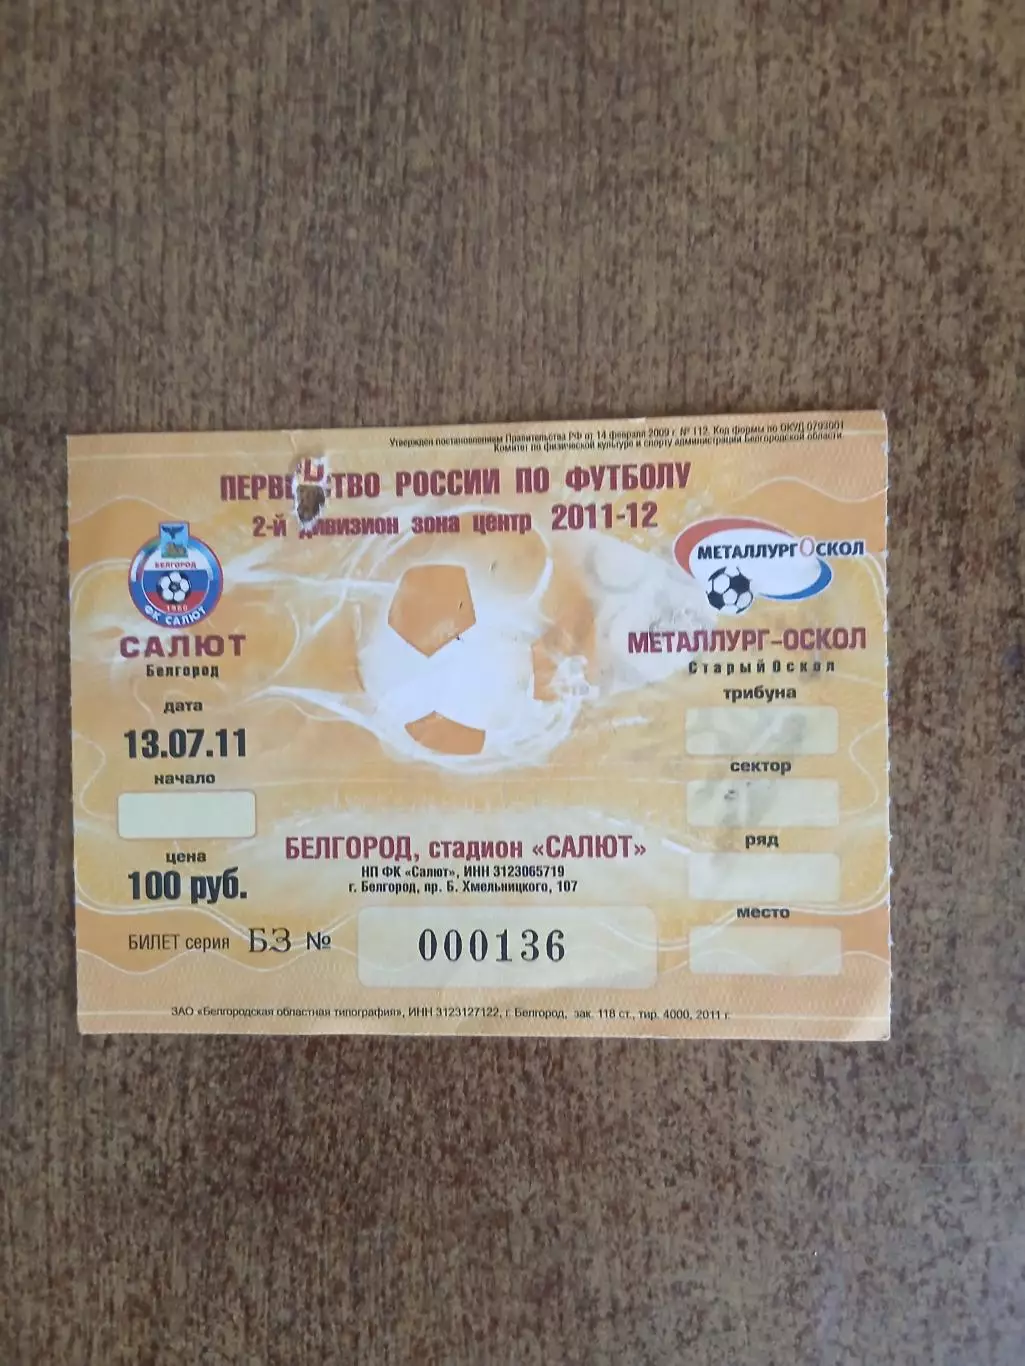 Утвержден постановлением Правительства РФ от 14 февраля 2009 г. № 112. Код формы по ОКУД 0793001
Комитет по физической культуре и спорту администрации Белгородской области
ПЕРВЕСТВО РОССИИ ПО ФУТБОЛУ
2-й дивизион зона центр 2011-12
БЕЛГОРОД
1960
ФК САЛЮТ
МЕТАЛЛУРГ ОСКОЛ
САЛЮТ
Белгород
МЕТАЛЛУРГ-ОСКОЛ
Старый Оскол
дата
13.07.11
начало
цена
100 руб.
трибуна
сектор
ряд
место
БЕЛГОРОД, стадион «САЛЮТ»
НП ФК «Салют», ИНН 3123065719
г. Белгород, пр. Б. Хмельницкого, 107
БИЛЕТ серия БЗ № 000136
ЗАО «Белгородская областная типография», ИНН 3123127122, г. Белгород, зак. 118 ст., тир. 4000, 2011 г.